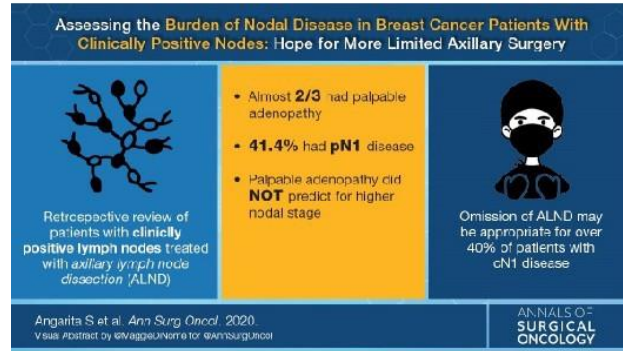 Assessing the Burden of Nodal Disease in Breast Cancer Patients With
Clinically Positive Nodes: Hope for More Limited Axillary Surgery
Retrospective review of
patients with clinically
positive lymph nodes treated
with axillary lymph node
dissection (ALND)
• Almost 2/3 had palpable
adenopathy
• 41.4% had pN1 disease
• Palpable adenopathy did
NOT predict for higher
nodal stage
Omission of ALND may
be appropriate for over
40% of patients with
cN1 disease
Angarita S et al. Ann Surg Oncol. 2020.
Visual Abstract by @MaggieDiNome for @AnnSurgOncol
ANNALS OF
SURGICAL
ONCOLOGY